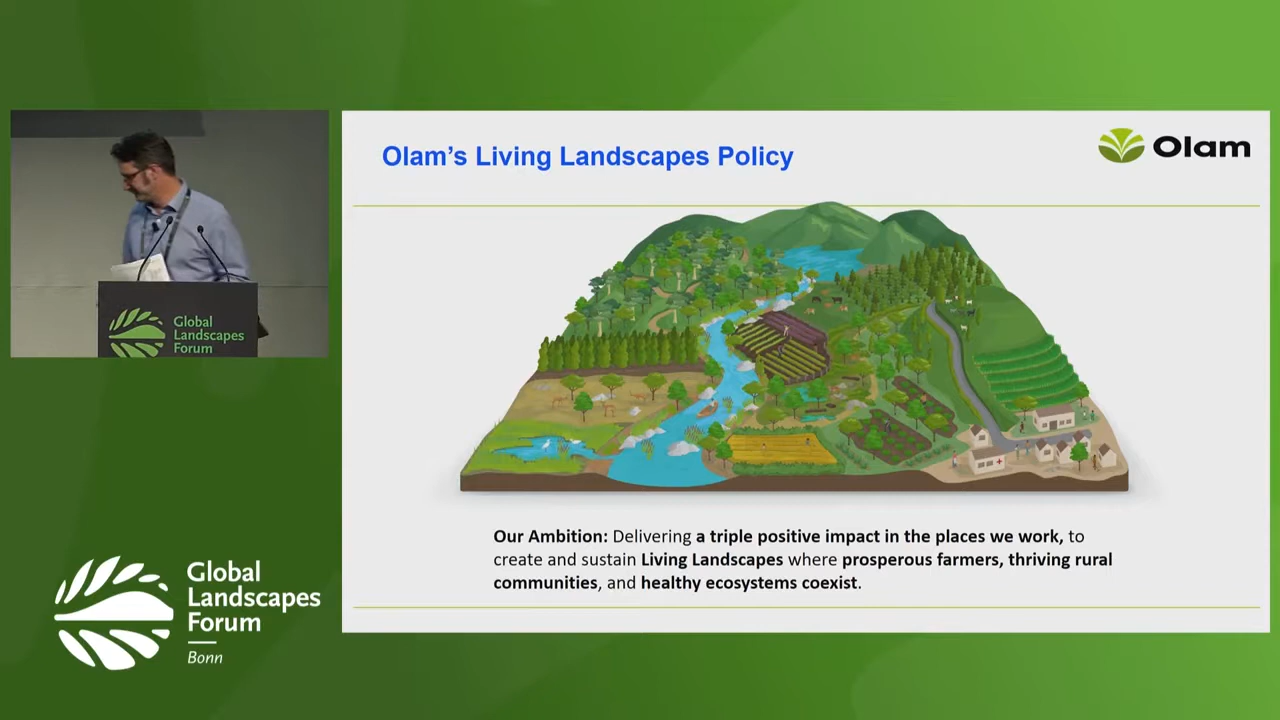 Olam's Living Landscapes Policy
Olam
Global
Landscapes
Forum
Our Ambition: Delivering a triple positive impact in the places we work, to
create and sustain Living Landscapes where prosperous farmers, thriving rural
communities, and healthy ecosystems coexist.
Global
Landscapes
Forum
Bonn